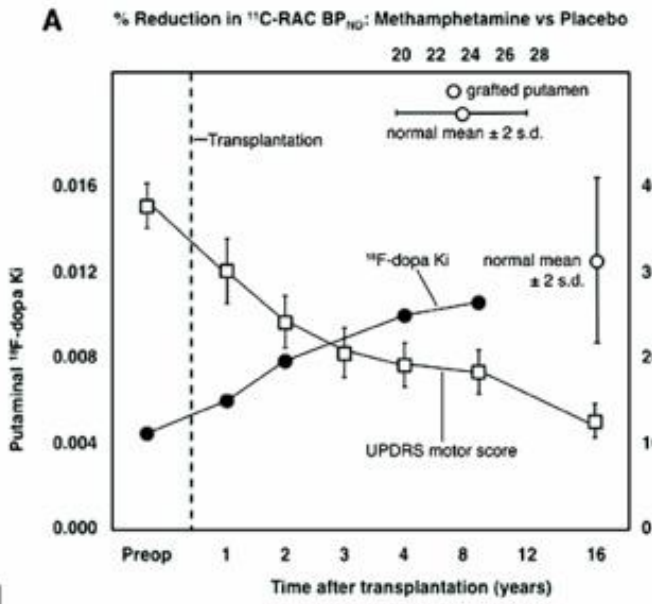 A
% Reduction in ¹¹C-RAC BP_ND: Methamphetamine vs Placebo
20 22 24 26 28
grafted putamen
normal mean ± 2 s.d.
Transplantation
0.016
0.012
0.008
0.004
0.000
Putaminal ¹⁸F-dopa Ki
¹⁸F-dopa Ki
normal mean
± 2 s.d.
UPDRS motor score
4
3
2
10
0
Preop 1 2 3 4 8 12 16
Time after transplantation (years)